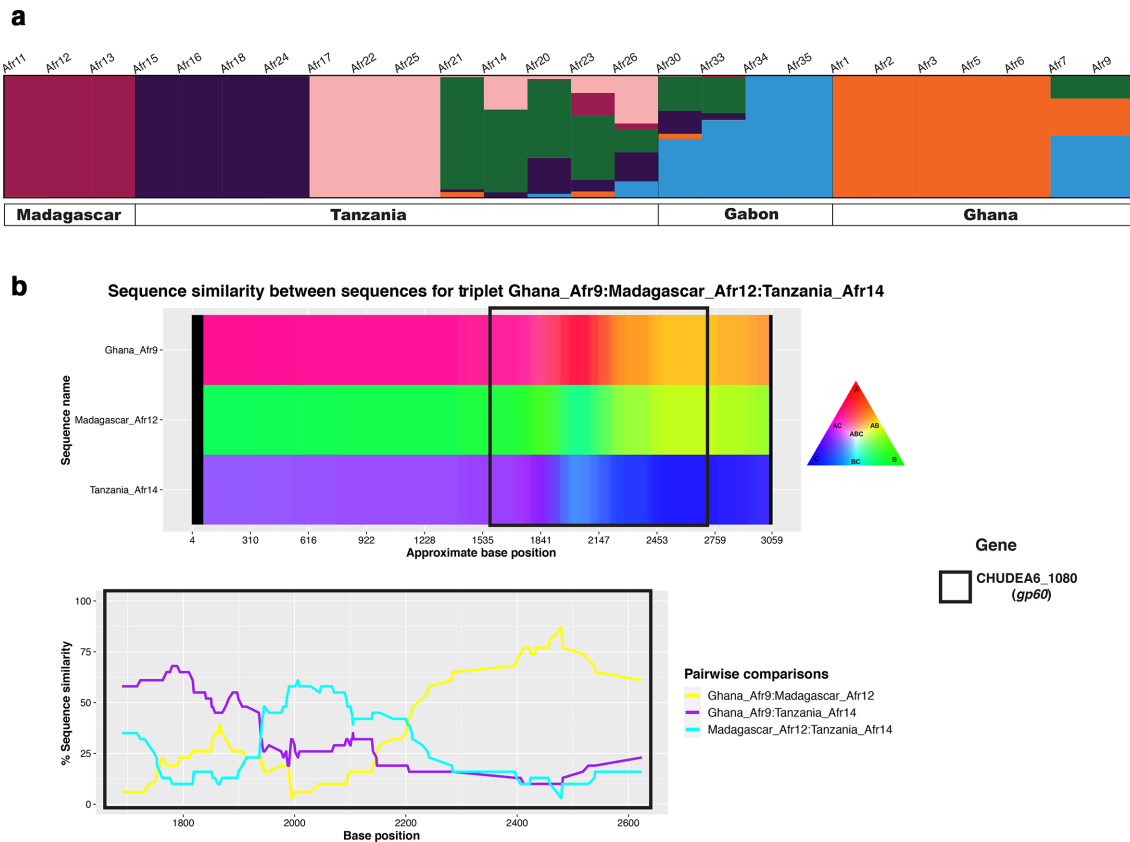 a
Afr11 Afr12 Afr13 Afr15 Afr16 Afr18 Afr24 Afr17 Afr22 Afr25 Afr21 Afr14 Afr20 Afr23 Afr26 Afr30 Afr33 Afr34 Afr35 Afr1 Afr2 Afr3 Afr5 Afr6 Afr7 Afr9
Madagascar Tanzania Gabon Ghana
b
Sequence similarity between sequences for triplet Ghana_Afr9:Madagascar_Afr12:Tanzania_Afr14
Sequence name
Ghana_Afr9
Madagascar_Afr12
Tanzania_Afr14
4 310 616 922 1228 1535 1841 2147 2453 2759 3059
Approximate base position
A
AC AB
ABC
C BC B
Gene
CHUDEA6_1080
(gp60)
% Sequence similarity
100
75
50
25
0
1800 2000 2200 2400 2600
Base position
Pairwise comparisons
Ghana_Afr9:Madagascar_Afr12
Ghana_Afr9:Tanzania_Afr14
Madagascar_Afr12:Tanzania_Afr14